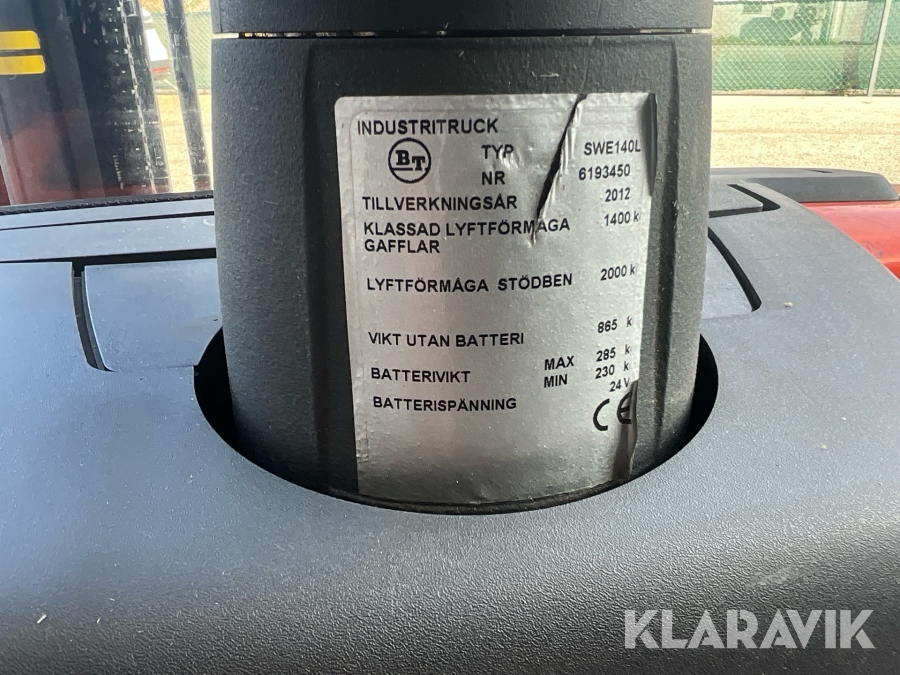 INDUSTRITRUCK
BT TYP SWE140L
NR 6193450
TILLVERKNINGSÅR 2012
KLASSAD LYFTFÖRMÅGA 1400 k
GAFFLAR
LYFTFÖRMÅGA STÖDBEN 2000 k
VIKT UTAN BATTERI 865 k
BATTERIVIKT MAX 285 k
MIN 230 k
BATTERISPÄNNING 24 V
CE
KLARAVIK